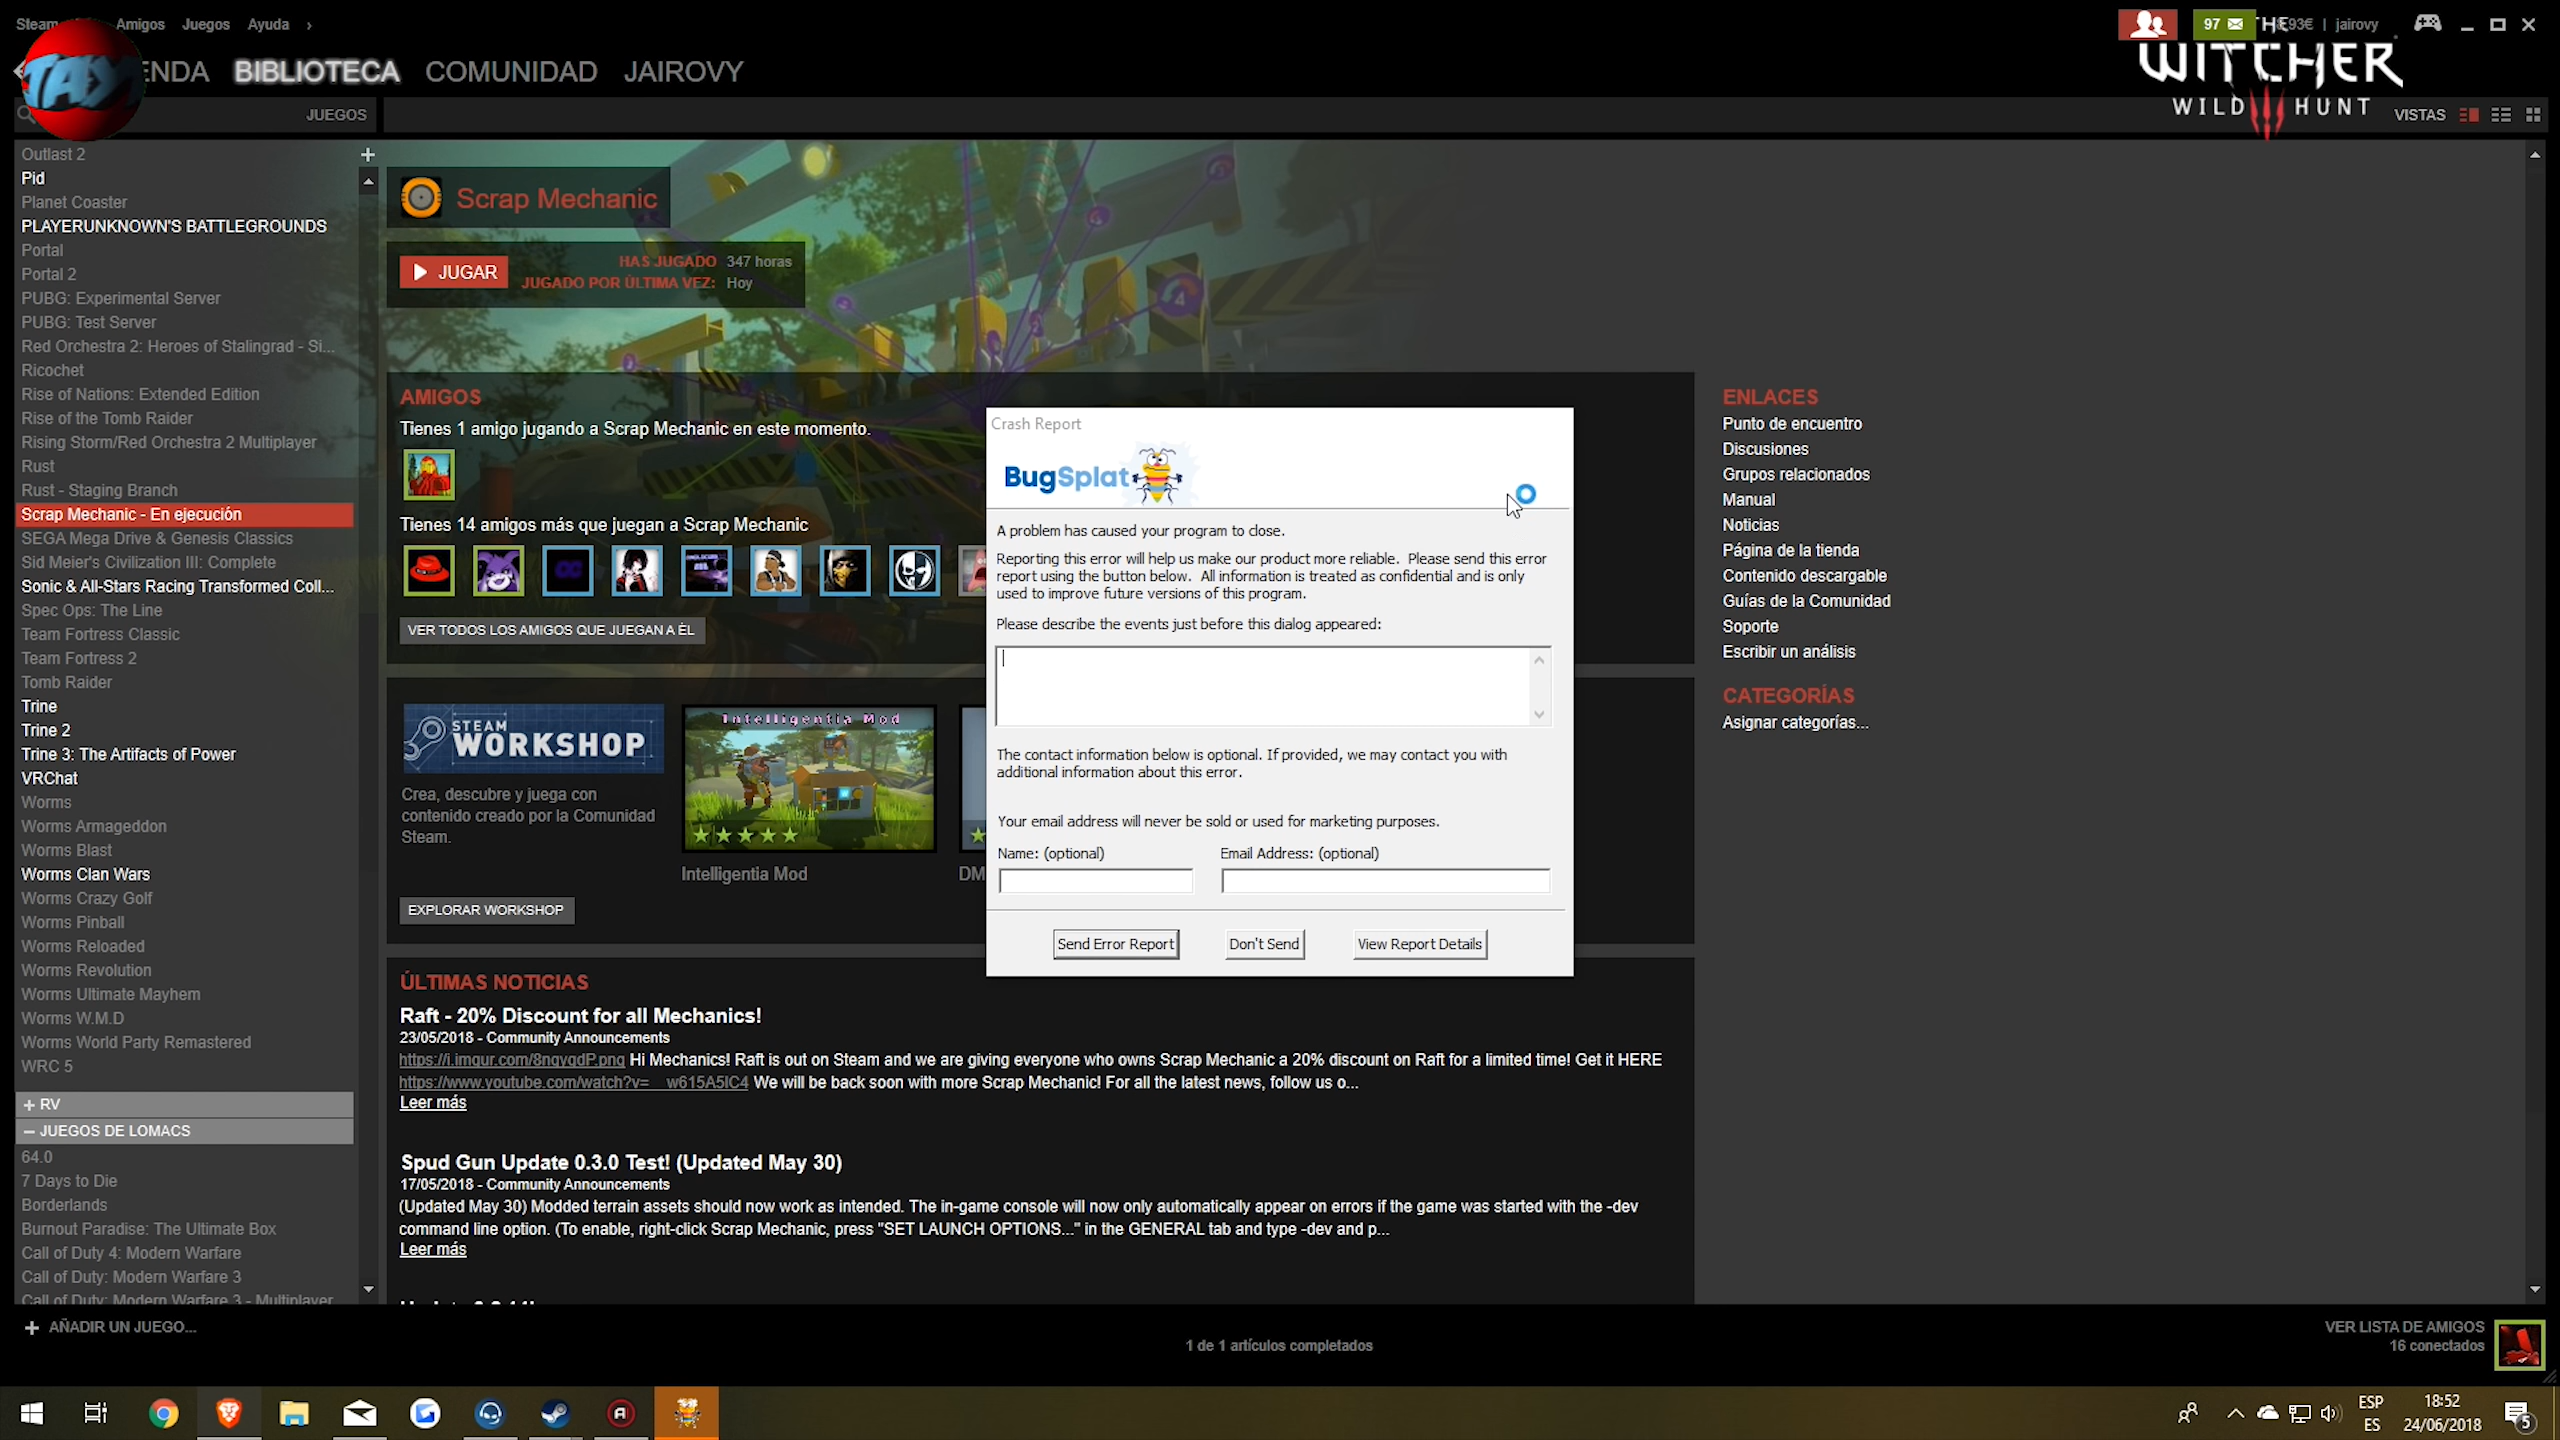 Steam
Amigos
Juegos
Ayuda
97
93€ | jairovy
THE
WITCHER
WILD HUNT
TAXI
ENDA
BIBLIOTECA
COMUNIDAD
JAIROVY
JUEGOS
VISTAS
Outlast 2
Pid
Planet Coaster
PLAYERUNKNOWN'S BATTLEGROUNDS
Portal
Portal 2
PUBG: Experimental Server
PUBG: Test Server
Red Orchestra 2: Heroes of Stalingrad - Si...
Ricochet
Rise of Nations: Extended Edition
Rise of the Tomb Raider
Rising Storm/Red Orchestra 2 Multiplayer
Rust
Rust - Staging Branch
Scrap Mechanic - En ejecución
SEGA Mega Drive & Genesis Classics
Sid Meier's Civilization III: Complete
Sonic & All-Stars Racing Transformed Coll...
Spec Ops: The Line
Team Fortress Classic
Team Fortress 2
Tomb Raider
Trine
Trine 2
Trine 3: The Artifacts of Power
VRChat
Worms
Worms Armageddon
Worms Blast
Worms Clan Wars
Worms Crazy Golf
Worms Pinball
Worms Reloaded
Worms Revolution
Worms Ultimate Mayhem
Worms W.M.D
Worms World Party Remastered
WRC 5
+ RV
– JUEGOS DE LOMACS
64.0
7 Days to Die
Borderlands
Burnout Paradise: The Ultimate Box
Call of Duty 4: Modern Warfare
Call of Duty: Modern Warfare 3
Call of Duty: Modern Warfare 3 - Multiplayer
+ AÑADIR UN JUEGO...
Scrap Mechanic
JUGAR
HAS JUGADO 347 horas
JUGADO POR ÚLTIMA VEZ: Hoy
AMIGOS
Tienes 1 amigo jugando a Scrap Mechanic en este momento.
Tienes 14 amigos más que juegan a Scrap Mechanic
VER TODOS LOS AMIGOS QUE JUEGAN A ÉL
STEAM
WORKSHOP
Crea, descubre y juega con
contenido creado por la Comunidad
Steam.
EXPLORAR WORKSHOP
Intelligentia Mod
Intelligentia Mod
DM
Crash Report
BugSplat
A problem has caused your program to close.
Reporting this error will help us make our product more reliable. Please send this error
report using the button below. All information is treated as confidential and is only
used to improve future versions of this program.
Please describe the events just before this dialog appeared:
The contact information below is optional. If provided, we may contact you with
additional information about this error.
Your email address will never be sold or used for marketing purposes.
Name: (optional)
Email Address: (optional)
Send Error Report
Don't Send
View Report Details
ÚLTIMAS NOTICIAS
Raft - 20% Discount for all Mechanics!
23/05/2018 - Community Announcements
https://i.imgur.com/8ngygdP.png Hi Mechanics! Raft is out on Steam and we are giving everyone who owns Scrap Mechanic a 20% discount on Raft for a limited time! Get it HERE
https://www.youtube.com/watch?v=__w615A5lC4 We will be back soon with more Scrap Mechanic! For all the latest news, follow us o...
Leer más
Spud Gun Update 0.3.0 Test! (Updated May 30)
17/05/2018 - Community Announcements
(Updated May 30) Modded terrain assets should now work as intended. The in-game console will now only automatically appear on errors if the game was started with the -dev
command line option. (To enable, right-click Scrap Mechanic, press "SET LAUNCH OPTIONS..." in the GENERAL tab and type -dev and p...
Leer más
ENLACES
Punto de encuentro
Discusiones
Grupos relacionados
Manual
Noticias
Página de la tienda
Contenido descargable
Guías de la Comunidad
Soporte
Escribir un análisis
CATEGORÍAS
Asignar categorías...
1 de 1 artículos completados
VER LISTA DE AMIGOS
16 conectados
ESP
ES
18:52
24/06/2018
5